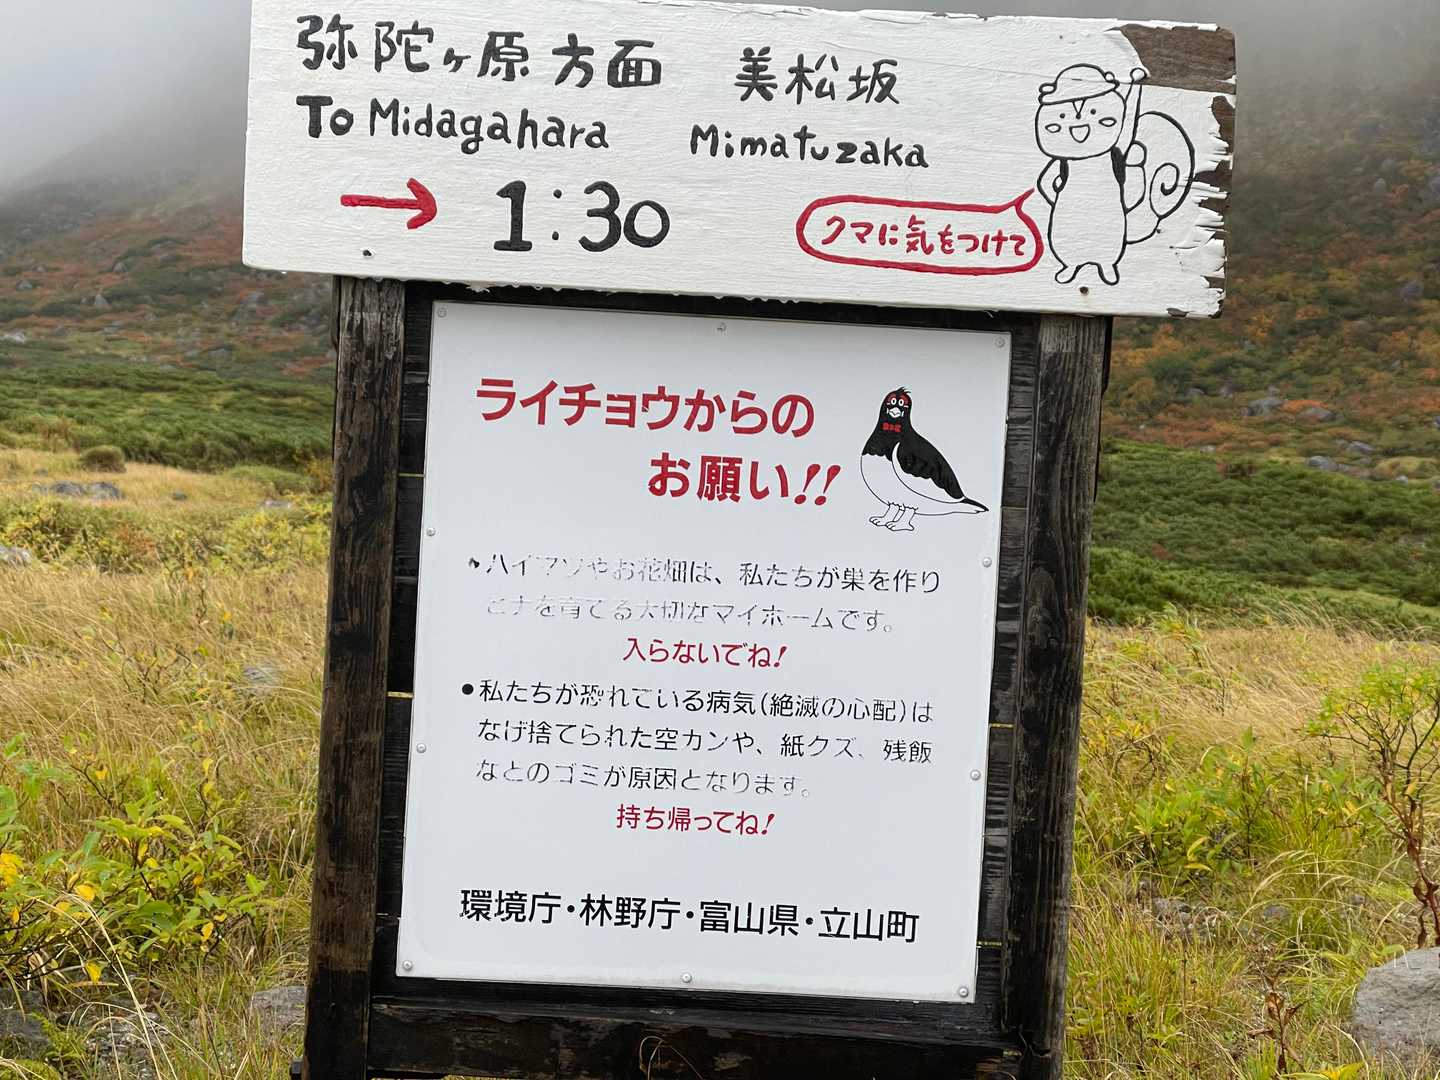 弥陀ヶ原方面 美松坂
To Midagahara Mimatuzaka
→ 1:30
クマに気をつけて
ライチョウからの
お願い!!
・ハイマツやお花畑は、私たちが巣を作り
ヒナを育てる大切なマイホームです。
入らないでね!
●私たちが恐れている病気(絶滅の心配)は
なげ捨てられた空カンや、紙クズ、残飯
などのゴミが原因となります。
持ち帰ってね!
環境庁・林野庁・富山県・立山町